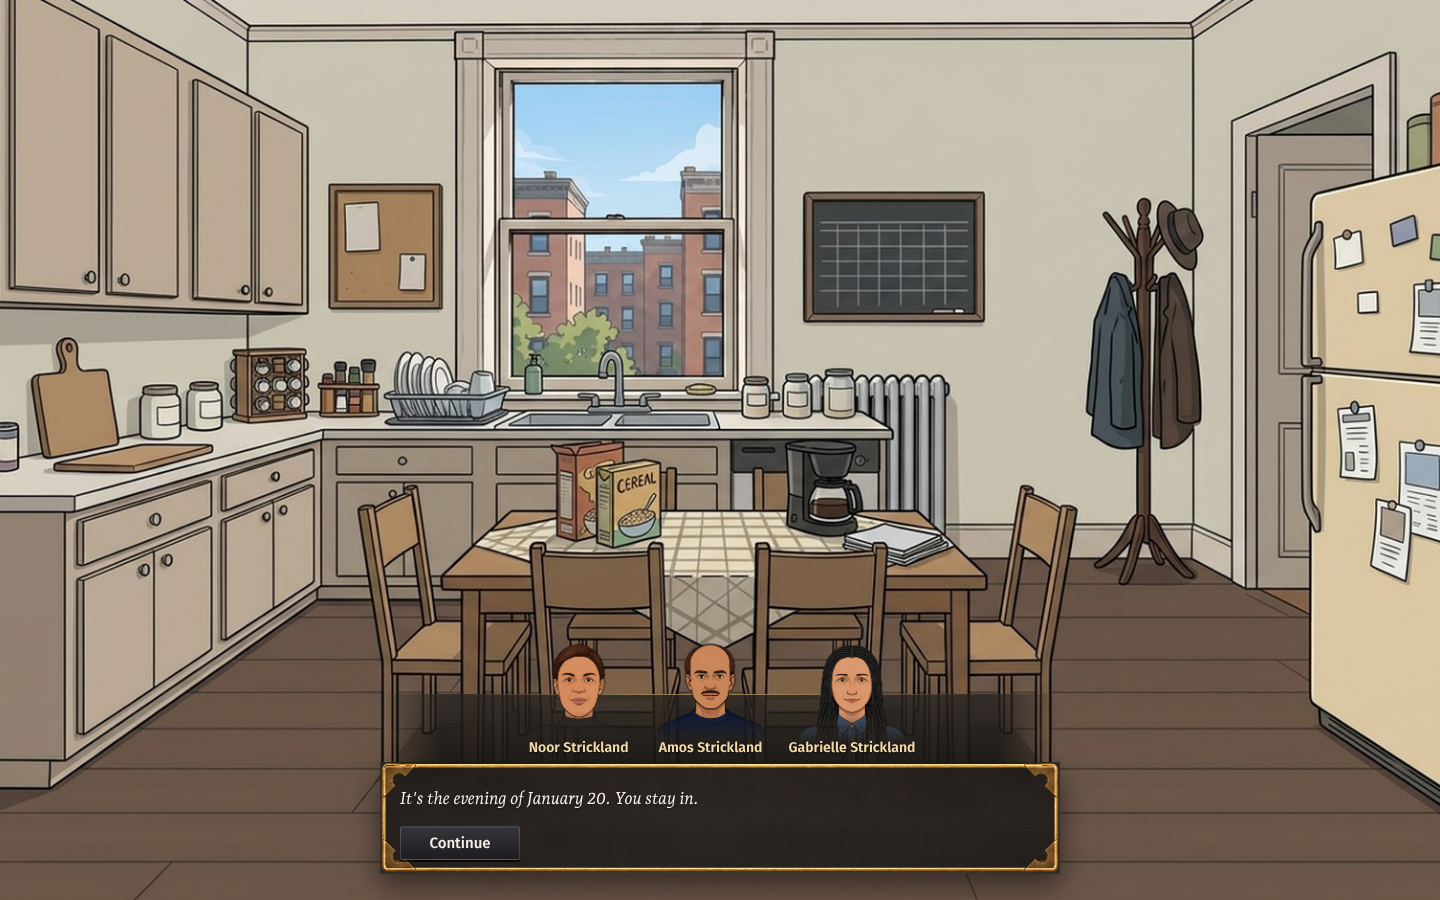 CEREAL
Noor Strickland
Amos Strickland
Gabrielle Strickland
It's the evening of January 20. You stay in.
Continue